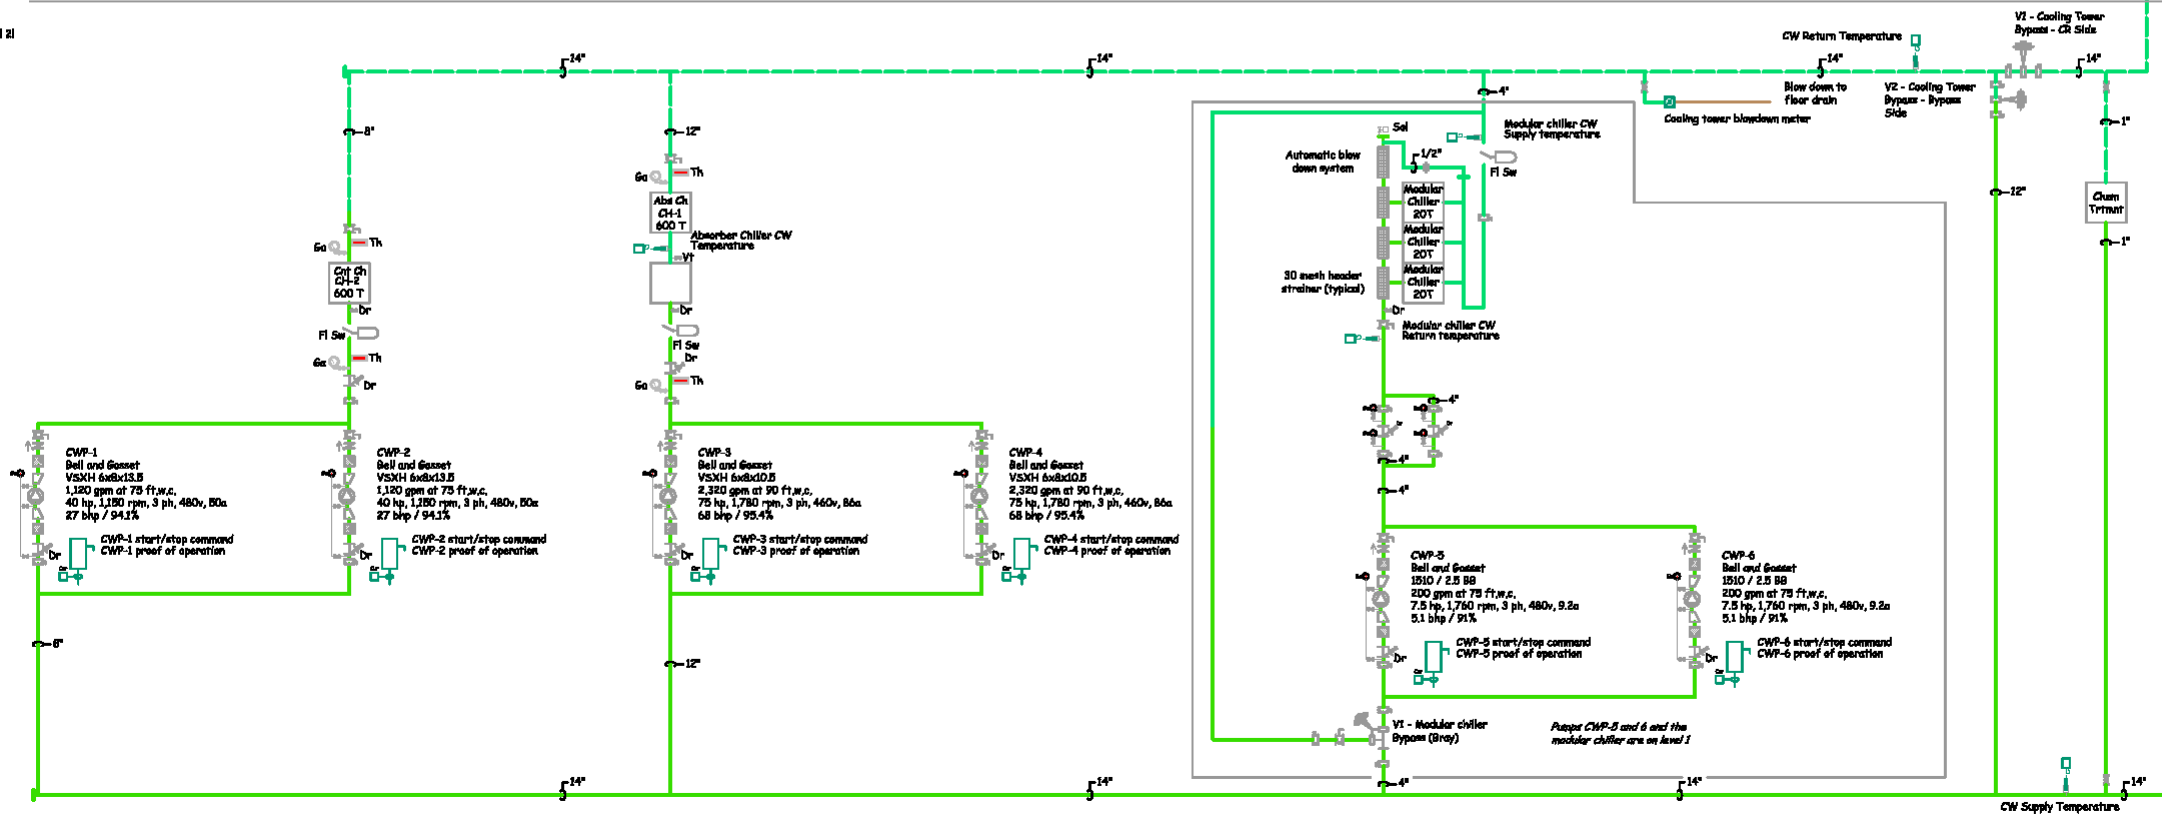 14"
14"
CW Return Temperature
V1 - Cooling Tower
Bypass - CR Side
14"
14"
8"
12"
4"
Blow down to
floor drain
V2 - Cooling Tower
Bypass - Bypass
Side
Cooling tower blowdown meter
1"
12"
Chem
Trtmnt
1"
Sol
Modular chiller CW
Supply temperature
Automatic blow
down system
1/2"
Fl Sw
Modular
Chiller
20T
Modular
Chiller
20T
Modular
Chiller
20T
30 mesh header
strainer (typical)
Dr
Modular chiller CW
Return temperature
Ga
Th
Abs Ch
CH-1
600 T
Absorber Chiller CW
Temperature
Vt
Dr
Fl Sw
Dr
Ga
Th
Ga
Th
Cnt Ch
CH-2
600 T
Dr
Fl Sw
Ga
Th
Dr
4"
4"
4"
CWP-1
Bell and Gosset
VSXH 6x8x13.5
1,120 gpm at 75 ft.w.c.
40 hp, 1,150 rpm, 3 ph, 480v, 50a
27 bhp / 94.1%
Dr
CWP-1 start/stop command
CWP-1 proof of operation
CWP-2
Bell and Gosset
VSXH 6x8x13.5
1,120 gpm at 75 ft.w.c.
40 hp, 1,150 rpm, 3 ph, 480v, 50a
27 bhp / 94.1%
Dr
CWP-2 start/stop command
CWP-2 proof of operation
CWP-3
Bell and Gosset
VSXH 6x8x10.5
2,320 gpm at 90 ft.w.c.
75 hp, 1,780 rpm, 3 ph, 460v, 86a
68 bhp / 95.4%
Dr
CWP-3 start/stop command
CWP-3 proof of operation
CWP-4
Bell and Gosset
VSXH 6x8x10.5
2,320 gpm at 90 ft.w.c.
75 hp, 1,780 rpm, 3 ph, 460v, 86a
68 bhp / 95.4%
Dr
CWP-4 start/stop command
CWP-4 proof of operation
CWP-5
Bell and Gosset
1510 / 2.5 BB
200 gpm at 75 ft.w.c.
7.5 hp, 1,760 rpm, 3 ph, 480v, 9.2a
5.1 bhp / 91%
Dr
CWP-5 start/stop command
CWP-5 proof of operation
CWP-6
Bell and Gosset
1510 / 2.5 BB
200 gpm at 75 ft.w.c.
7.5 hp, 1,760 rpm, 3 ph, 480v, 9.2a
5.1 bhp / 91%
Dr
CWP-6 start/stop command
CWP-6 proof of operation
12"
V1 - Modular chiller
Bypass (Bray)
Pumps CWP-5 and 6 and the
modular chiller are on level 1
14"
14"
4"
14"
14"
CW Supply Temperature